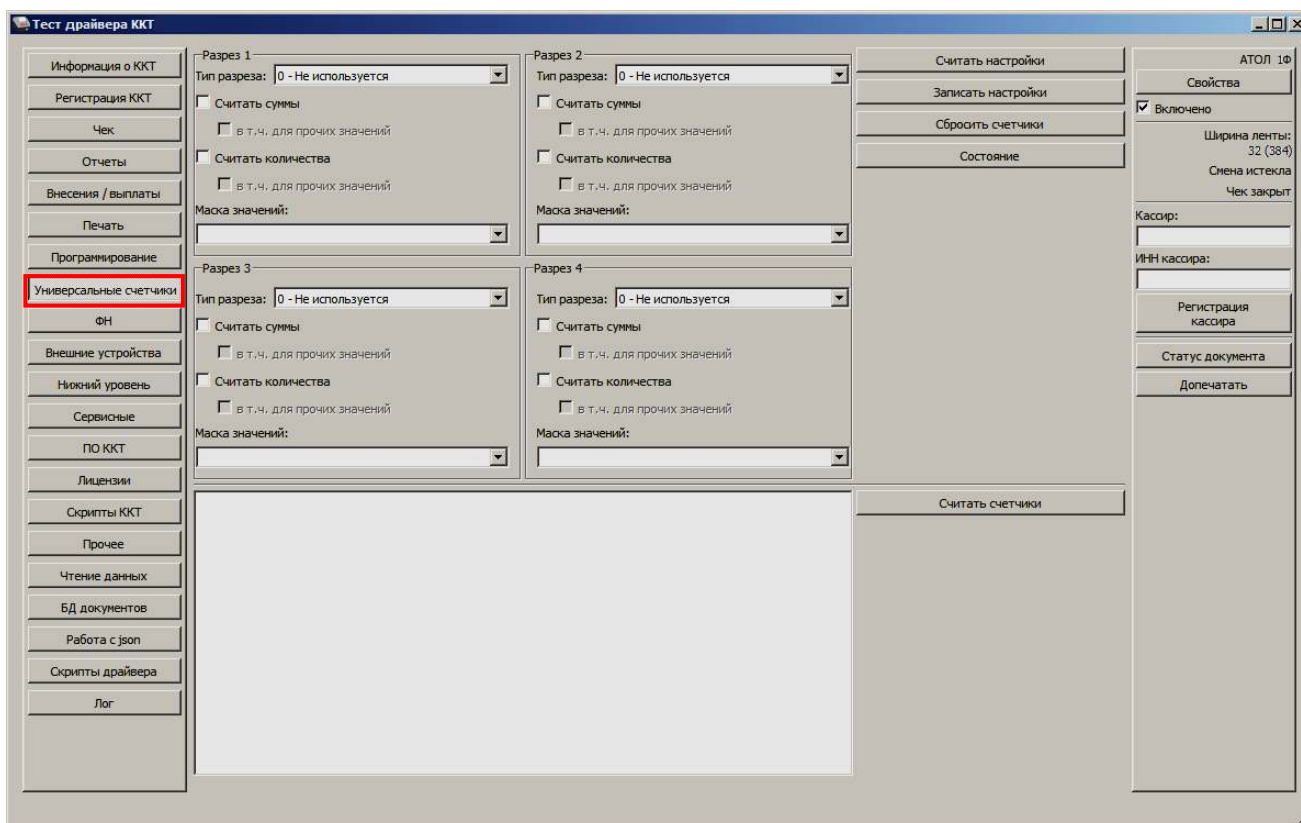 Тест драйвера ККТ
Информация о ККТ
Регистрация ККТ
Чек
Отчеты
Внесения / выплаты
Печать
Программирование
Универсальные счетчики
ФН
Внешние устройства
Нижний уровень
Сервисные
ПО ККТ
Лицензии
Скрипты ККТ
Прочее
Чтение данных
БД документов
Работа с json
Скрипты драйвера
Лог
Разрез 1
Тип разреза: 0 - Не используется
Считать суммы
в т.ч. для прочих значений
Считать количества
в т.ч. для прочих значений
Маска значений:
Разрез 2
Тип разреза: 0 - Не используется
Считать суммы
в т.ч. для прочих значений
Считать количества
в т.ч. для прочих значений
Маска значений:
Разрез 3
Тип разреза: 0 - Не используется
Считать суммы
в т.ч. для прочих значений
Считать количества
в т.ч. для прочих значений
Маска значений:
Разрез 4
Тип разреза: 0 - Не используется
Считать суммы
в т.ч. для прочих значений
Считать количества
в т.ч. для прочих значений
Маска значений:
Считать настройки
Записать настройки
Сбросить счетчики
Состояние
Считать счетчики
АТОЛ 1Ф
Свойства
Включено
Ширина ленты:
32 (384)
Смена истекла
Чек закрыт
Кассир:
ИНН кассира:
Регистрация
кассира
Статус документа
Допечатать